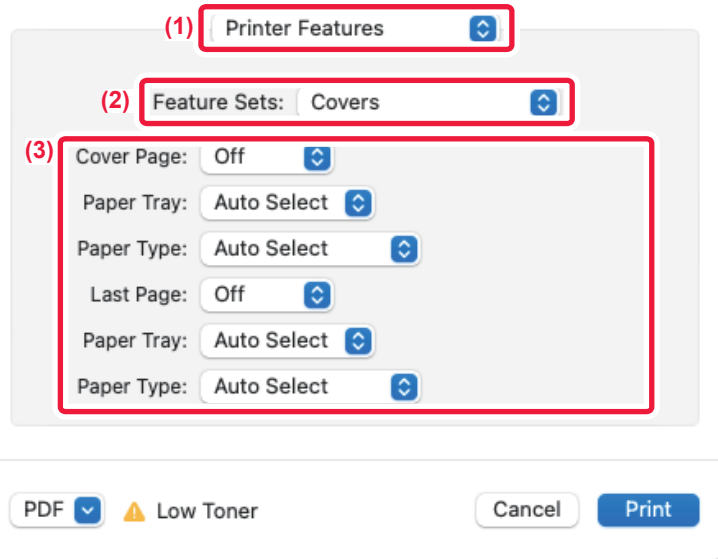 (1) Printer Features
(2) Feature Sets: Covers
(3)
Cover Page: Off
Paper Tray: Auto Select
Paper Type: Auto Select
Last Page: Off
Paper Tray: Auto Select
Paper Type: Auto Select
PDF Low Toner Cancel Print